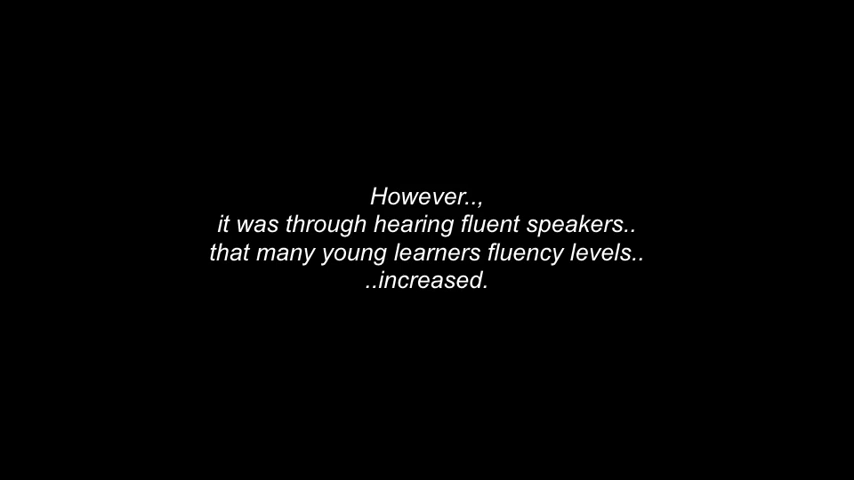 However..,
it was through hearing fluent speakers..
that many young learners fluency levels..
..increased.